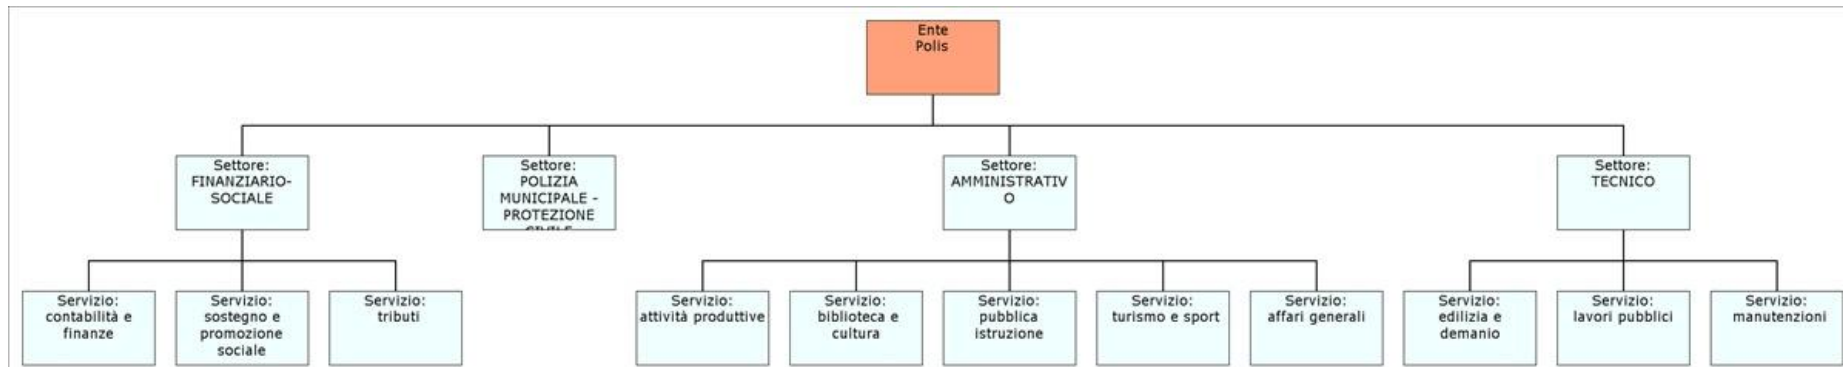 Ente
Polis
Settore:
FINANZIARIO-
SOCIALE
Settore:
POLIZIA
MUNICIPALE -
PROTEZIONE
CIVILE
Settore:
AMMINISTRATIV
O
Settore:
TECNICO
Servizio:
contabilità e
finanze
Servizio:
sostegno e
promozione
sociale
Servizio:
tributi
Servizio:
attività produttive
Servizio:
biblioteca e
cultura
Servizio:
pubblica
istruzione
Servizio:
turismo e sport
Servizio:
affari generali
Servizio:
edilizia e
demanio
Servizio:
lavori pubblici
Servizio:
manutenzioni